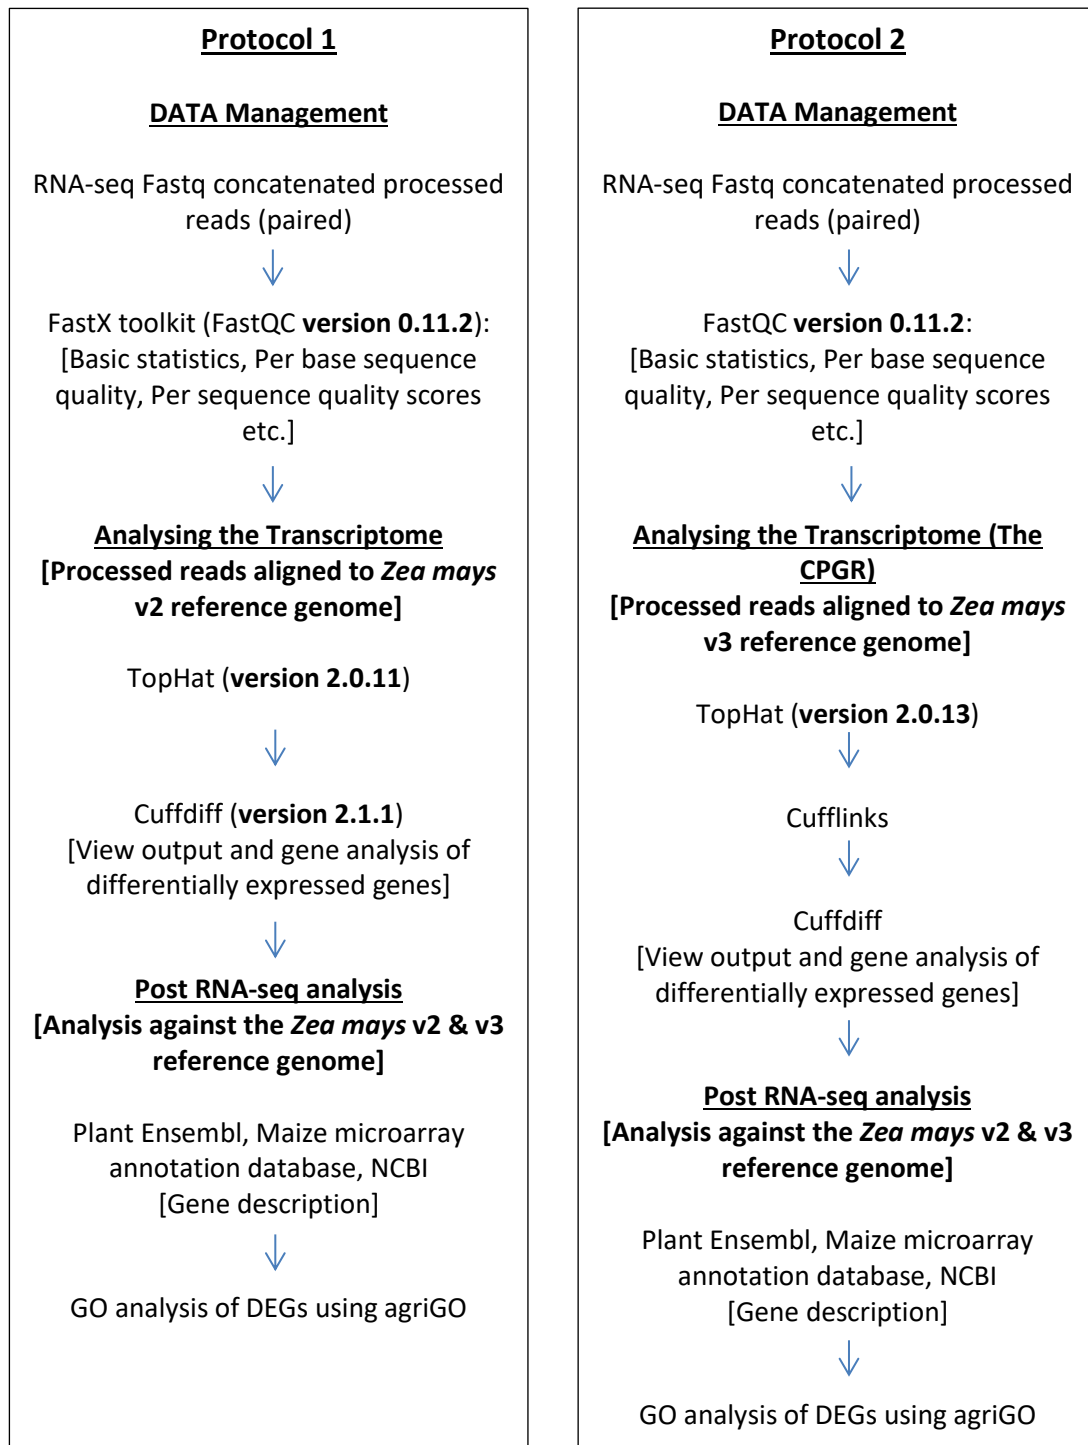 Protocol 1
DATA Management
RNA-seq Fastq concatenated processed
reads (paired)
FastX toolkit (FastQC version 0.11.2):
[Basic statistics, Per base sequence
quality, Per sequence quality scores
etc.]
Analysing the Transcriptome
[Processed reads aligned to Zea mays
v2 reference genome]
TopHat (version 2.0.11)
Cuffdiff (version 2.1.1)
[View output and gene analysis of
differentially expressed genes]
Post RNA-seq analysis
[Analysis against the Zea mays v2 & v3
reference genome]
Plant Ensembl, Maize microarray
annotation database, NCBI
[Gene description]
GO analysis of DEGs using agriGO
Protocol 2
DATA Management
RNA-seq Fastq concatenated processed
reads (paired)
FastQC version 0.11.2:
[Basic statistics, Per base sequence
quality, Per sequence quality scores
etc.]
Analysing the Transcriptome (The
CPGR)
[Processed reads aligned to Zea mays
v3 reference genome]
TopHat (version 2.0.13)
Cufflinks
Cuffdiff
[View output and gene analysis of
differentially expressed genes]
Post RNA-seq analysis
[Analysis against the Zea mays v2 & v3
reference genome]
Plant Ensembl, Maize microarray
annotation database, NCBI
[Gene description]
GO analysis of DEGs using agriGO